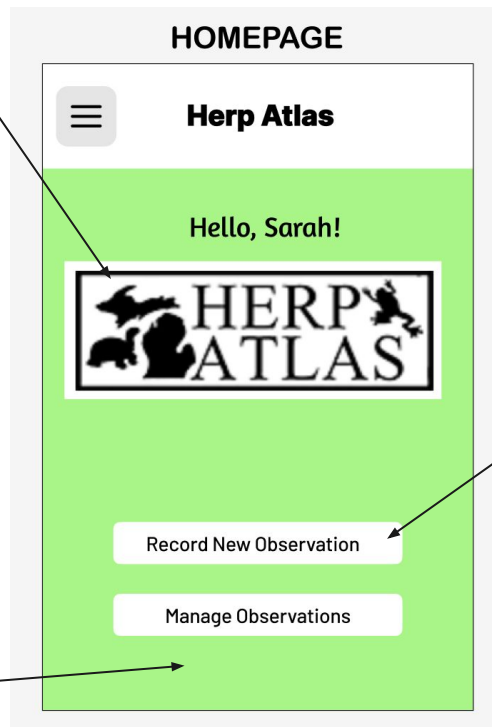 HOMEPAGE
Herp Atlas
Hello, Sarah!
HERP
ATLAS
Record New Observation
Manage Observations